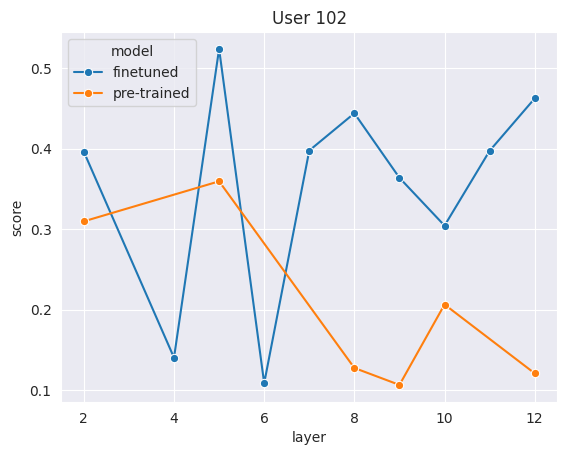 User 102
model
finetuned
pre-trained
0.5
0.4
0.3
0.2
0.1
score
2 4 6 8 10 12
layer